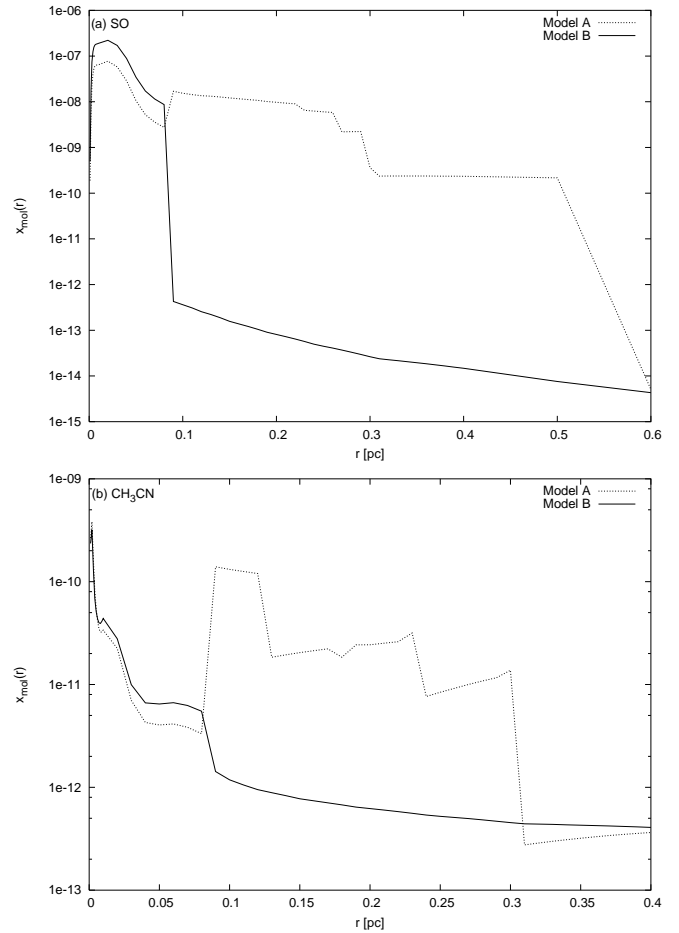 (a) SO
Model A
Model B
1e-06
1e-07
1e-08
1e-09
1e-10
1e-11
1e-12
1e-13
1e-14
1e-15
x_mol(r)
0 0.1 0.2 0.3 0.4 0.5 0.6
r [pc]
(b) CH₃CN
Model A
Model B
1e-09
1e-10
1e-11
1e-12
1e-13
x_mol(r)
0 0.05 0.1 0.15 0.2 0.25 0.3 0.35 0.4
r [pc]